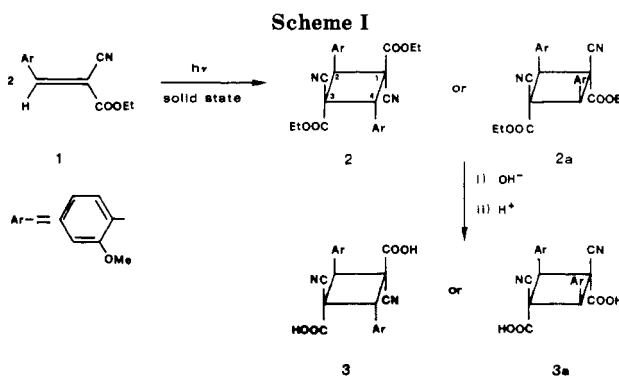 Scheme I
Ar
CN
2
H
COOEt
1
hν
solid state
Ar
COOEt
NC
2
1
3
4
CN
EtOOC
Ar
2
or
Ar
CN
NC
Ar
COOEt
EtOOC
2a
i) OH⁻
ii) H⁺
Ar =
OMe
Ar
COOH
NC
CN
HOOC
Ar
3
or
Ar
CN
NC
Ar
COOH
HOOC
3a